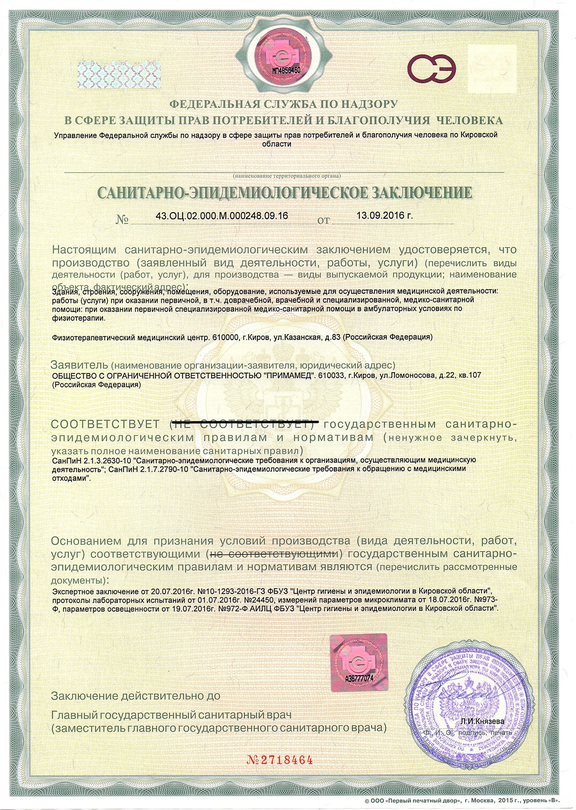 МП4856460
СЭ
ФЕДЕРАЛЬНАЯ СЛУЖБА ПО НАДЗОРУ
В СФЕРЕ ЗАЩИТЫ ПРАВ ПОТРЕБИТЕЛЕЙ И БЛАГОПОЛУЧИЯ ЧЕЛОВЕКА
Управление Федеральной службы по надзору в сфере защиты прав потребителей и благополучия человека по Кировской
области
(наименование территориального органа)
САНИТАРНО-ЭПИДЕМИОЛОГИЧЕСКОЕ ЗАКЛЮЧЕНИЕ
№ 43.ОЦ.02.000.М.000248.09.16 от 13.09.2016 г.
Настоящим санитарно-эпидемиологическим заключением удостоверяется, что
производство (заявленный вид деятельности, работы, услуги) (перечислить виды
деятельности (работ, услуг), для производства — виды выпускаемой продукции; наименование
объекта, фактический адрес):
Здания, строения, сооружения, помещения, оборудование, используемые для осуществления медицинской деятельности:
работы (услуги) при оказании первичной, в т.ч. доврачебной, врачебной и специализированной, медико-санитарной
помощи: при оказании первичной специализированной медико-санитарной помощи в амбулаторных условиях по
физиотерапии.
Физиотерапевтический медицинский центр. 610000, г.Киров, ул.Казанская, д.83 (Российская Федерация)
Заявитель (наименование организации-заявителя, юридический адрес)
ОБЩЕСТВО С ОГРАНИЧЕННОЙ ОТВЕТСТВЕННОСТЬЮ "ПРИМАМЕД". 610033, г.Киров, ул.Ломоносова, д.22, кв.107
(Российская Федерация)
СООТВЕТСТВУЕТ (НЕ СООТВЕТСТВУЕТ) государственным санитарно-
эпидемиологическим правилам и нормативам (ненужное зачеркнуть,
указать полное наименование санитарных правил)
СанПиН 2.1.3.2630-10 "Санитарно-эпидемиологические требования к организациям, осуществляющим медицинскую
деятельность"; СанПиН 2.1.7.2790-10 "Санитарно-эпидемиологические требования к обращению с медицинскими
отходами".
Основанием для признания условий производства (вида деятельности, работ,
услуг) соответствующими (не соответствующими) государственным санитарно-
эпидемиологическим правилам и нормативам являются (перечислить рассмотренные
документы):
Экспертное заключение от 20.07.2016г. №10-1293-2016-ГЗ ФБУЗ "Центр гигиены и эпидемиологии в Кировской области",
протоколы лабораторных испытаний от 01.07.2016г. №24450, измерений параметров микроклимата от 18.07.2016г. №973-
Ф, параметров освещенности от 19.07.2016г. №972-Ф АИЛЦ ФБУЗ "Центр гигиены и эпидемиологии в Кировской области".
А35777074
Заключение действительно до
Главный государственный санитарный врач
(заместитель главного государственного санитарного врача)
Л.И.Князева
Ф. И. О., подпись, печать
№2718464
© ООО «Первый печатный двор», г. Москва, 2015 г., уровень «В».